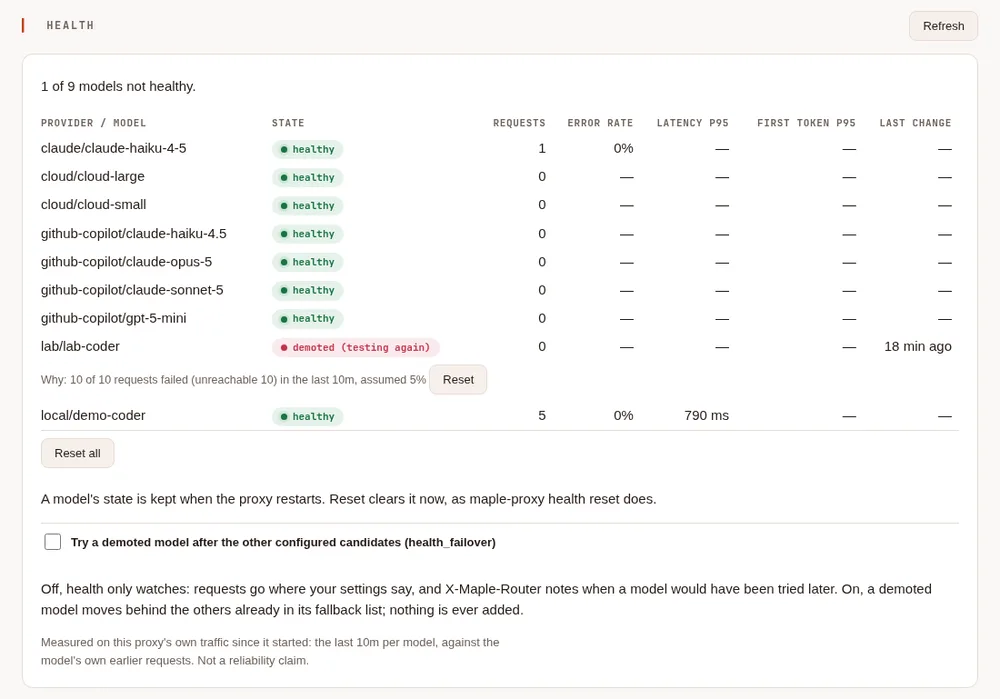 HEALTH
Refresh
1 of 9 models not healthy.
PROVIDER / MODEL STATE REQUESTS ERROR RATE LATENCY P95 FIRST TOKEN P95 LAST CHANGE
claude/claude-haiku-4-5 healthy 1 0% — — —
cloud/cloud-large healthy 0 — — — —
cloud/cloud-small healthy 0 — — — —
github-copilot/claude-haiku-4.5 healthy 0 — — — —
github-copilot/claude-opus-5 healthy 0 — — — —
github-copilot/claude-sonnet-5 healthy 0 — — — —
github-copilot/gpt-5-mini healthy 0 — — — —
lab/lab-coder demoted (testing again) 0 — — — 18 min ago
Why: 10 of 10 requests failed (unreachable 10) in the last 10m, assumed 5% Reset
local/demo-coder healthy 5 0% 790 ms — —
Reset all
A model's state is kept when the proxy restarts. Reset clears it now, as maple-proxy health reset does.
Try a demoted model after the other configured candidates (health_failover)
Off, health only watches: requests go where your settings say, and X-Maple-Router notes when a model would have been tried later. On, a demoted
model moves behind the others already in its fallback list; nothing is ever added.
Measured on this proxy's own traffic since it started: the last 10m per model, against the
model's own earlier requests. Not a reliability claim.